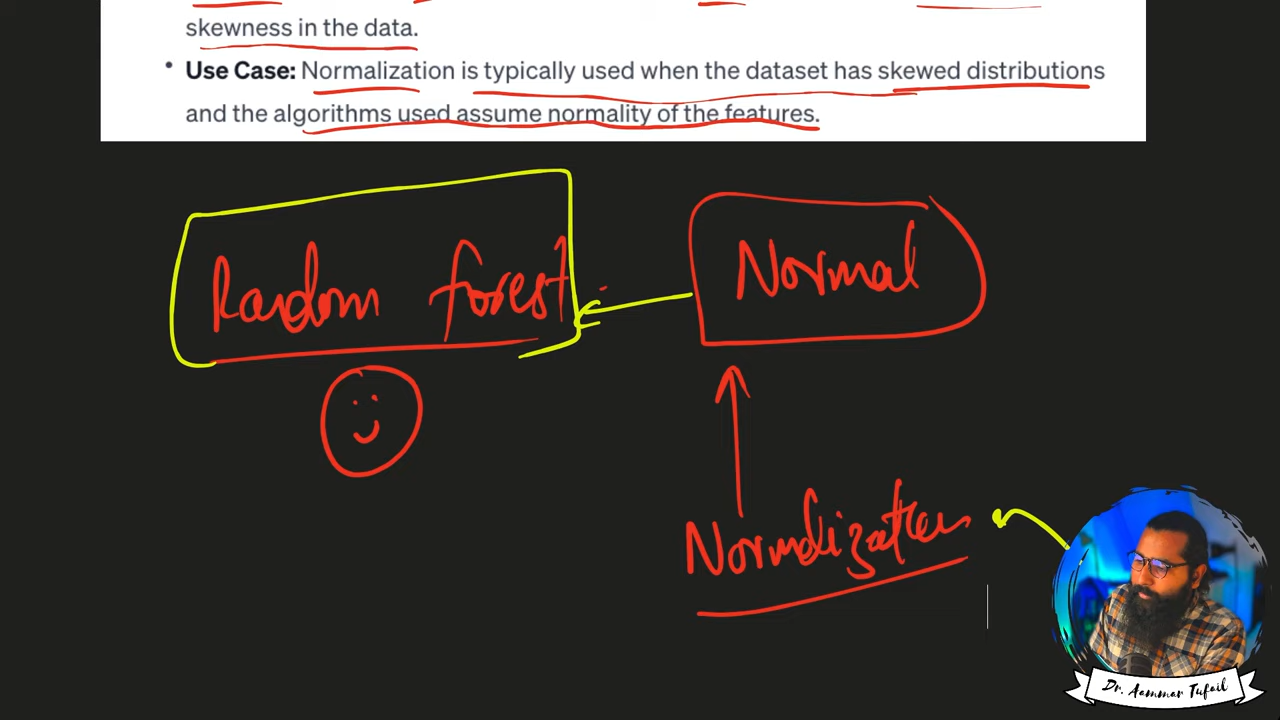 skewness in the data.
• Use Case: Normalization is typically used when the dataset has skewed distributions
and the algorithms used assume normality of the features.
Random forest
Normal
Normalization
Dr. Aammar Tufail